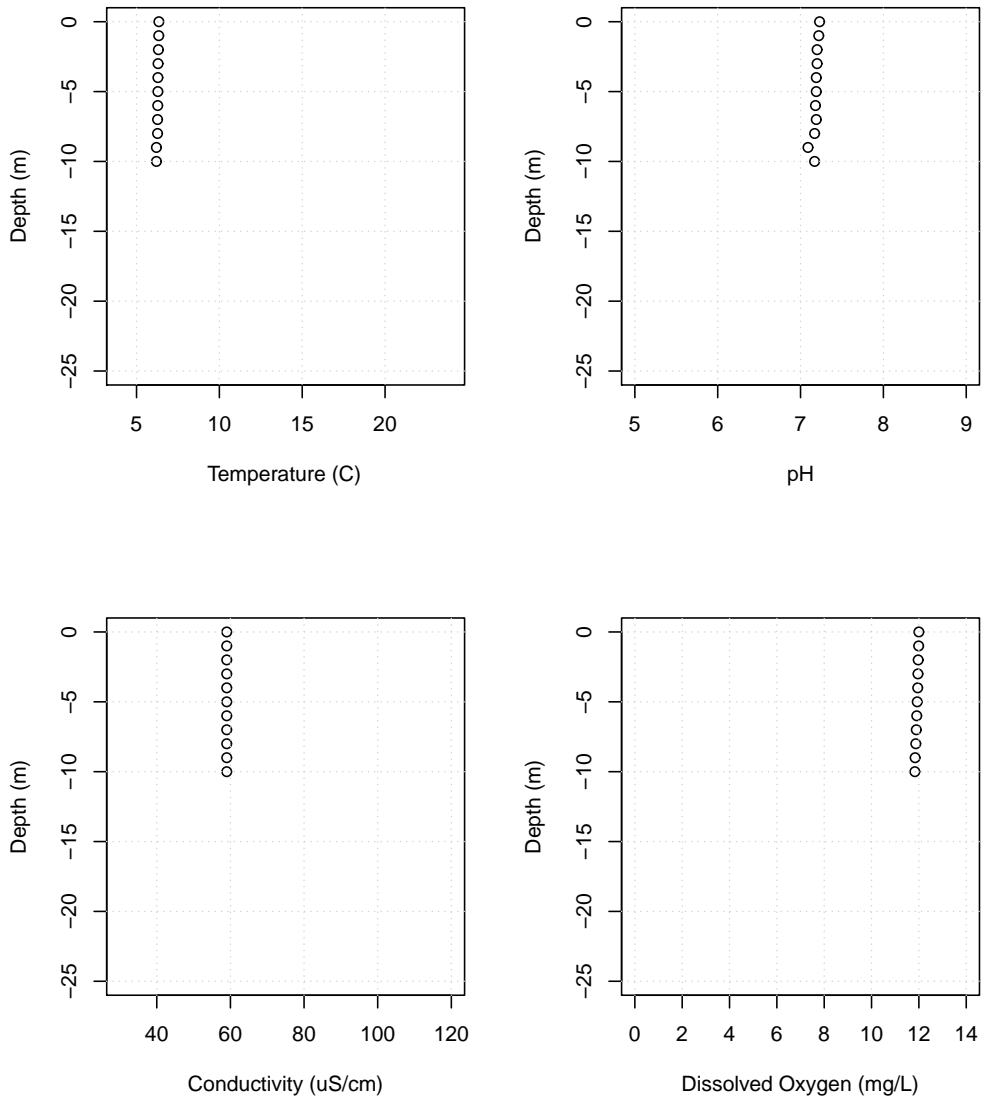 0
−5
−10
−15
−20
−25
Depth (m)
5 10 15 20
Temperature (C)
0
−5
−10
−15
−20
−25
Depth (m)
5 6 7 8 9
pH
0
−5
−10
−15
−20
−25
Depth (m)
40 60 80 100 120
Conductivity (uS/cm)
0
−5
−10
−15
−20
−25
Depth (m)
0 2 4 6 8 10 12 14
Dissolved Oxygen (mg/L)